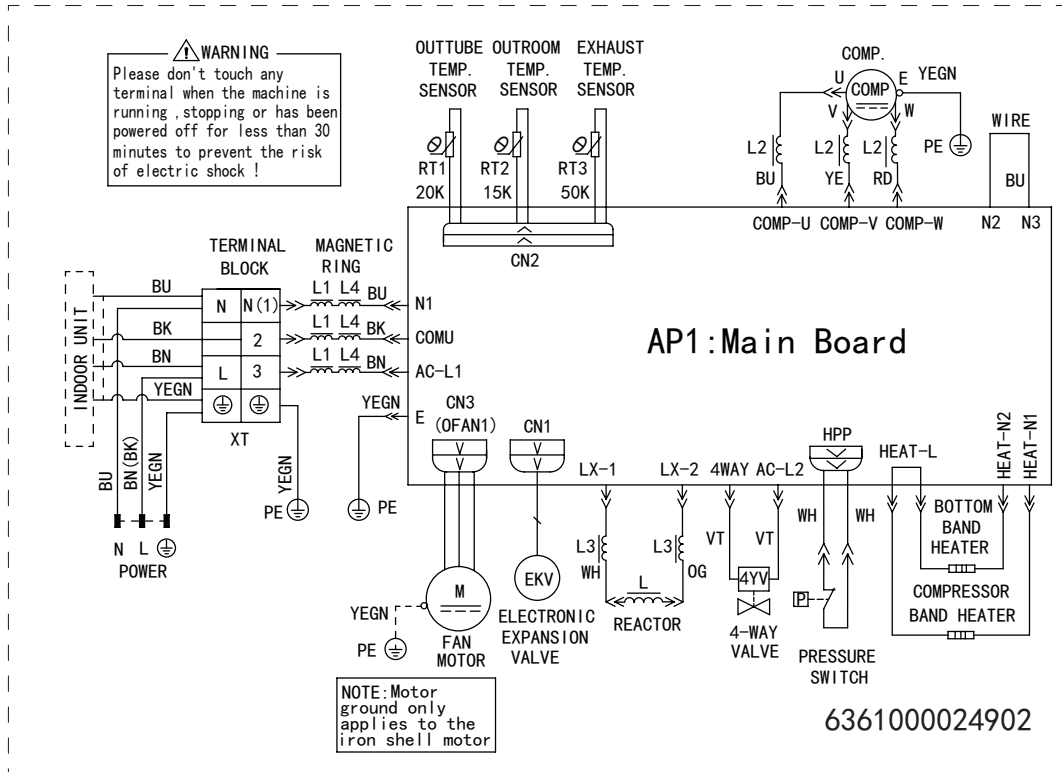 WARNING
Please don't touch any
terminal when the machine is
running ,stopping or has been
powered off for less than 30
minutes to prevent the risk
of electric shock !
OUTTUBE
TEMP.
SENSOR
OUTROOM
TEMP.
SENSOR
EXHAUST
TEMP.
SENSOR
RT1
20K
RT2
15K
RT3
50K
CN2
COMP.
U
COMP
E
YEGN
V
W
PE
L2
L2
L2
BU
YE
RD
WIRE
BU
COMP-U
COMP-V
COMP-W
N2
N3
TERMINAL
BLOCK
MAGNETIC
RING
INDOOR UNIT
BU
N
N(1)
L1
L4
BU
N1
BK
2
L1
L4
BK
COMU
BN
L
3
L1
L4
BN
AC-L1
YEGN
XT
YEGN
PE
YEGN
E
PE
BU
BN(BK)
YEGN
N
L
POWER
AP1:Main Board
CN3
(OFAN1)
CN1
LX-1
LX-2
4WAY
AC-L2
HPP
HEAT-L
HEAT-N2
HEAT-N1
M
YEGN
PE
FAN
MOTOR
EKV
ELECTRONIC
EXPANSION
VALVE
L3
WH
L
L3
OG
REACTOR
VT
VT
4YV
4-WAY
VALVE
WH
WH
P
PRESSURE
SWITCH
BOTTOM
BAND
HEATER
COMPRESSOR
BAND HEATER
NOTE:Motor
ground only
applies to the
iron shell motor
6361000024902